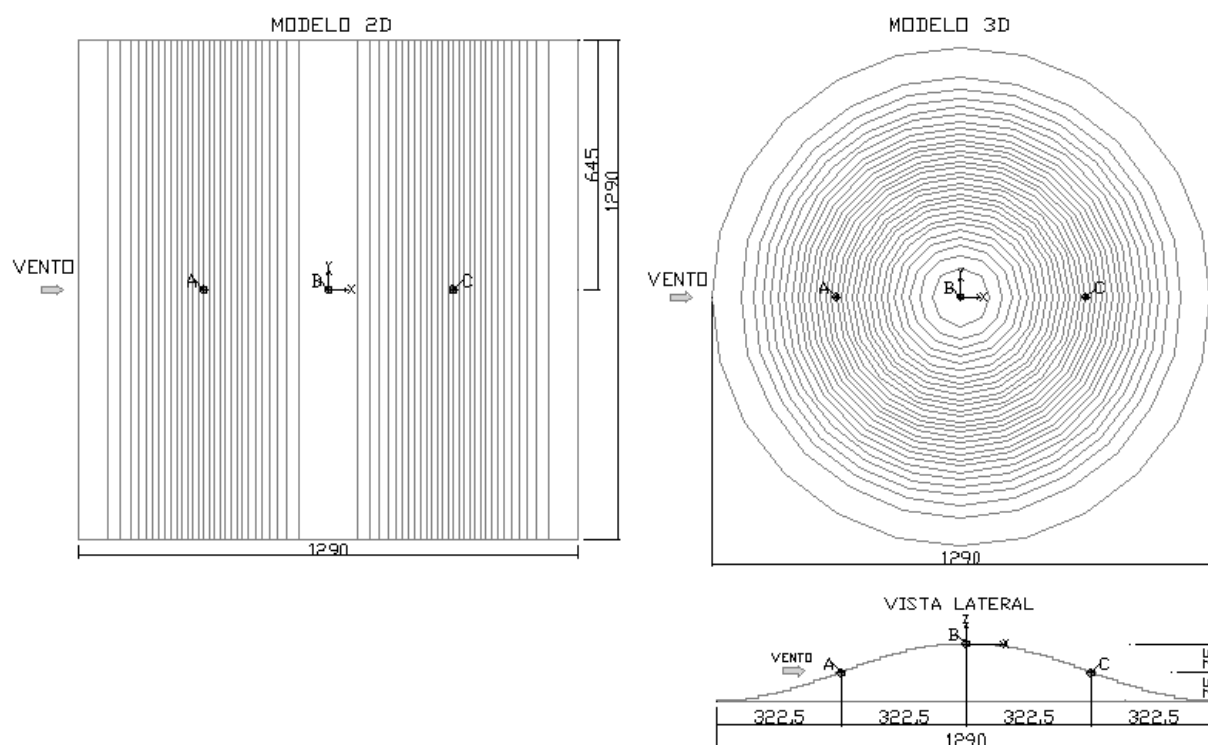 MODELO 2D
645
1290
VENTO
A
B
Y
X
C
1290
MODELO 3D
VENTO
A
B
Y
X
C
1290
VISTA LATERAL
Z
B
X
VENTO
A
C
75
75
322,5 322,5 322,5 322,5
1290